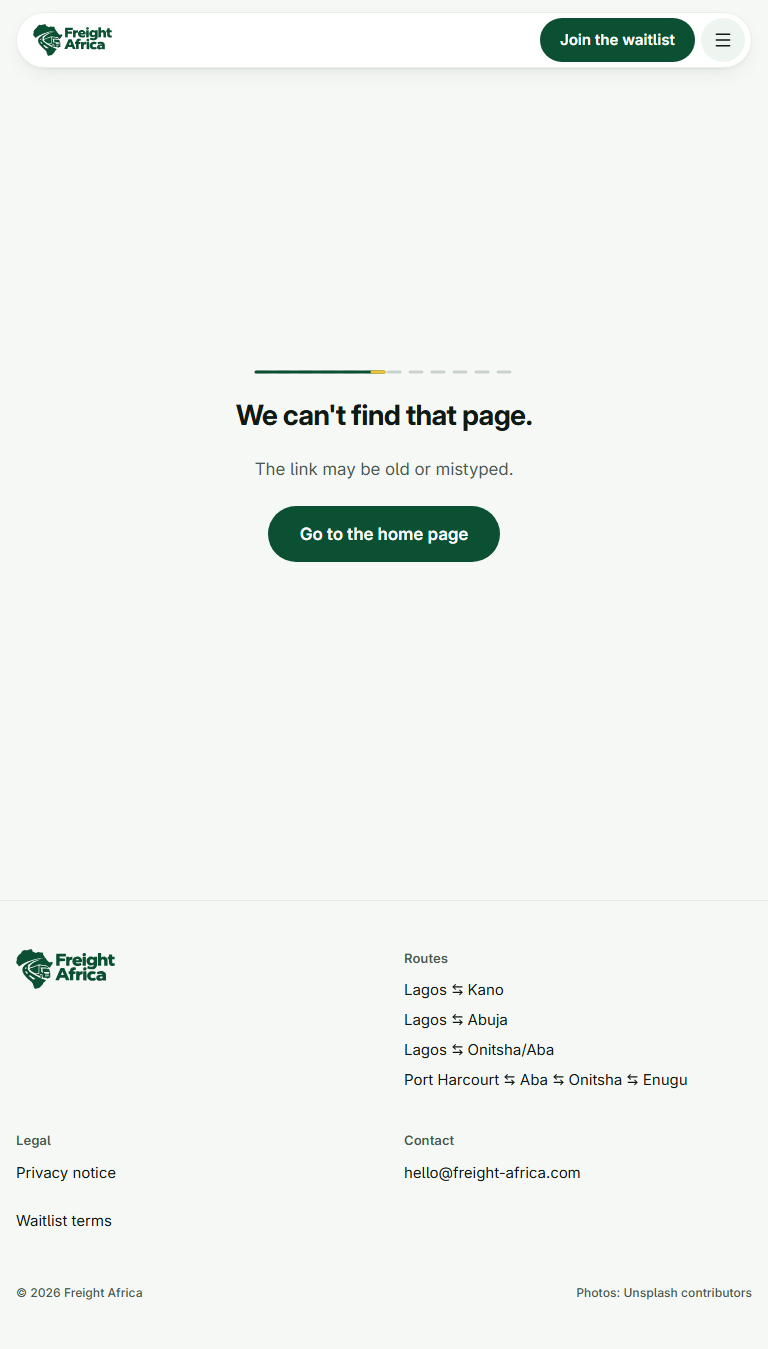 Freight
Africa
Join the waitlist
We can't find that page.
The link may be old or mistyped.
Go to the home page
Freight
Africa
Routes
Lagos ⇆ Kano
Lagos ⇆ Abuja
Lagos ⇆ Onitsha/Aba
Port Harcourt ⇆ Aba ⇆ Onitsha ⇆ Enugu
Legal
Privacy notice
Waitlist terms
Contact
hello@freight-africa.com
© 2026 Freight Africa
Photos: Unsplash contributors